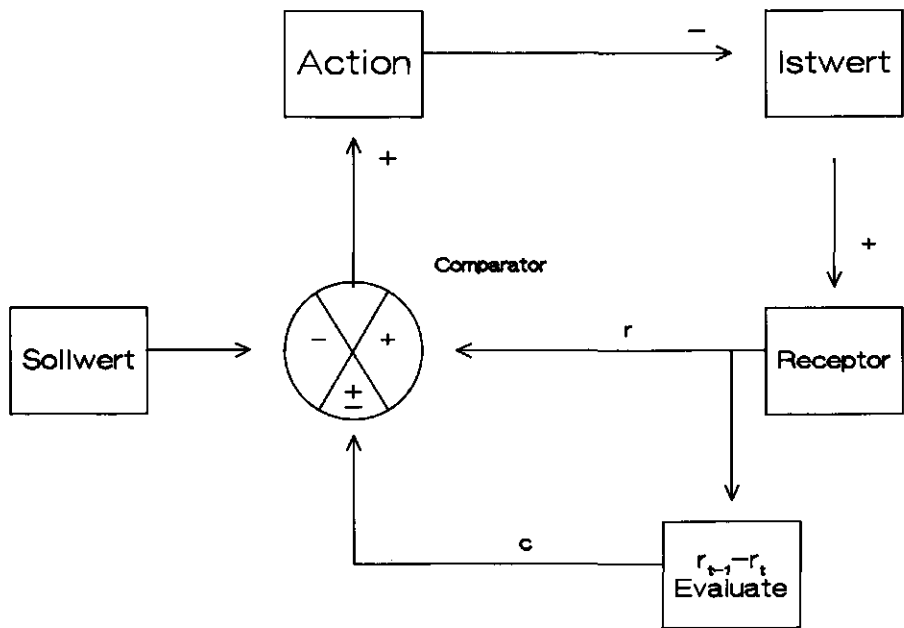 Action
-
Istwert
+
+
Comparator
Sollwert
-
+
±
r
Receptor
c
r_{t-1}-r_t
Evaluate